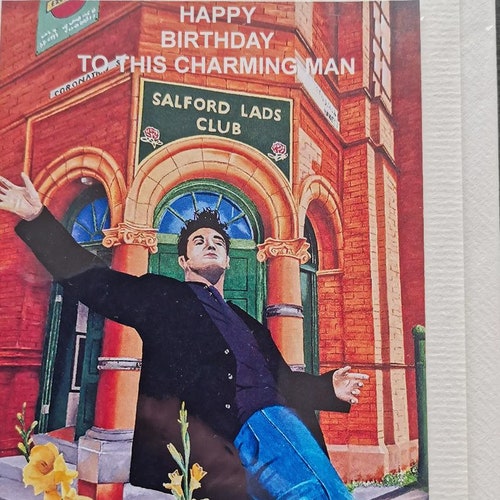 HAPPY
BIRTHDAY
TO THIS CHARMING MAN
SALFORD LADS
CLUB